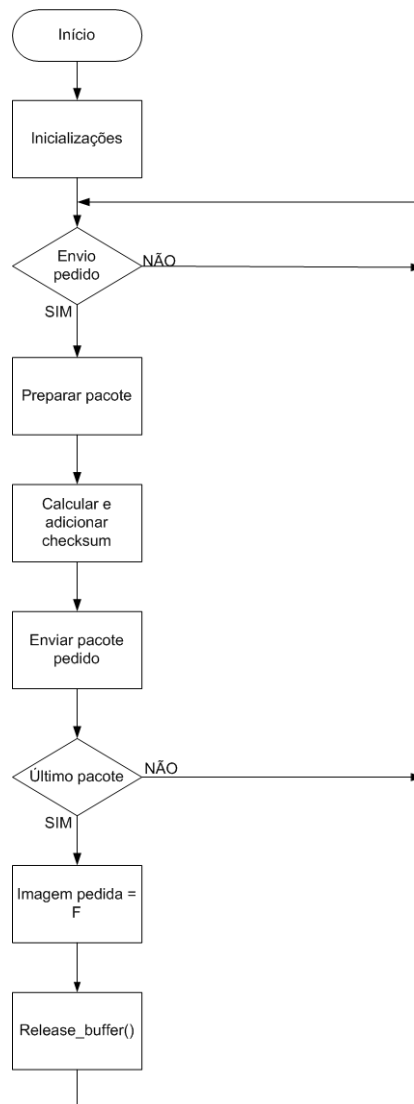 Início
Inicializações
Envio
pedido
NÃO
SIM
Preparar pacote
Calcular e
adicionar
checksum
Enviar pacote
pedido
Último pacote
NÃO
SIM
Imagem pedida =
F
Release_buffer()